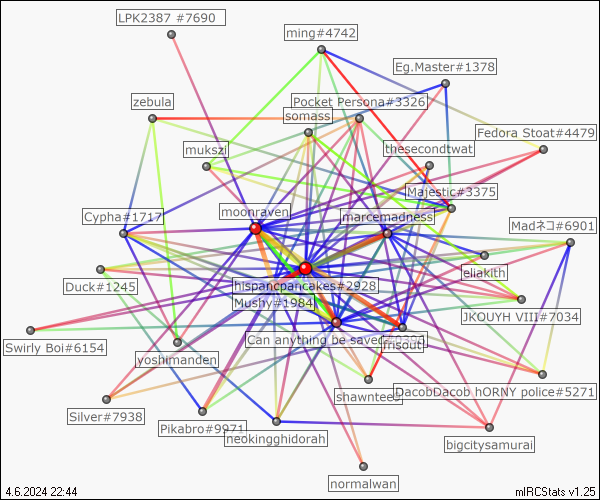 LPK2387 #7690
ming#4742
Eg.Master#1378
zebula
Pocket Persona#3326
somass
Fedora Stoat#4479
mukszi
thesecondtwat
Majestic#3375
Cypha#1717
moonraven
marcemadness
Madネコ#6901
Duck#1245
hispancpancakes#2928
eliakith
Mushy#1984
JKOUYH VIII#7034
Swirly Boi#6154
yoshimanden
Can anything be saved
frisout
shawntees
DacobDacob hORNY police#5271
Silver#7938
Pikabro#9971
neokingghidorah
bigcitysamurai
normalwan
4.6.2024 22:44
mIRCStats v1.25